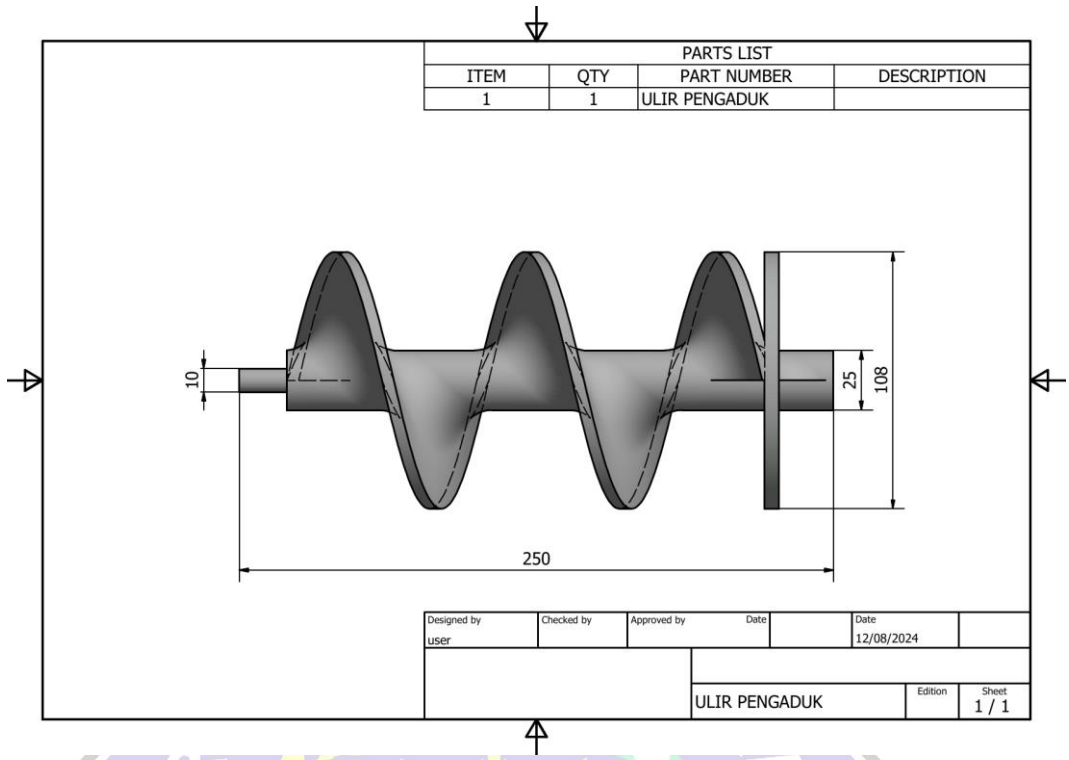 PARTS LIST
ITEM QTY PART NUMBER DESCRIPTION
1 1 ULIR PENGADUK
10
25
108
250
Designed by Checked by Approved by Date Date
user 12/08/2024
ULIR PENGADUK Edition Sheet
1 / 1